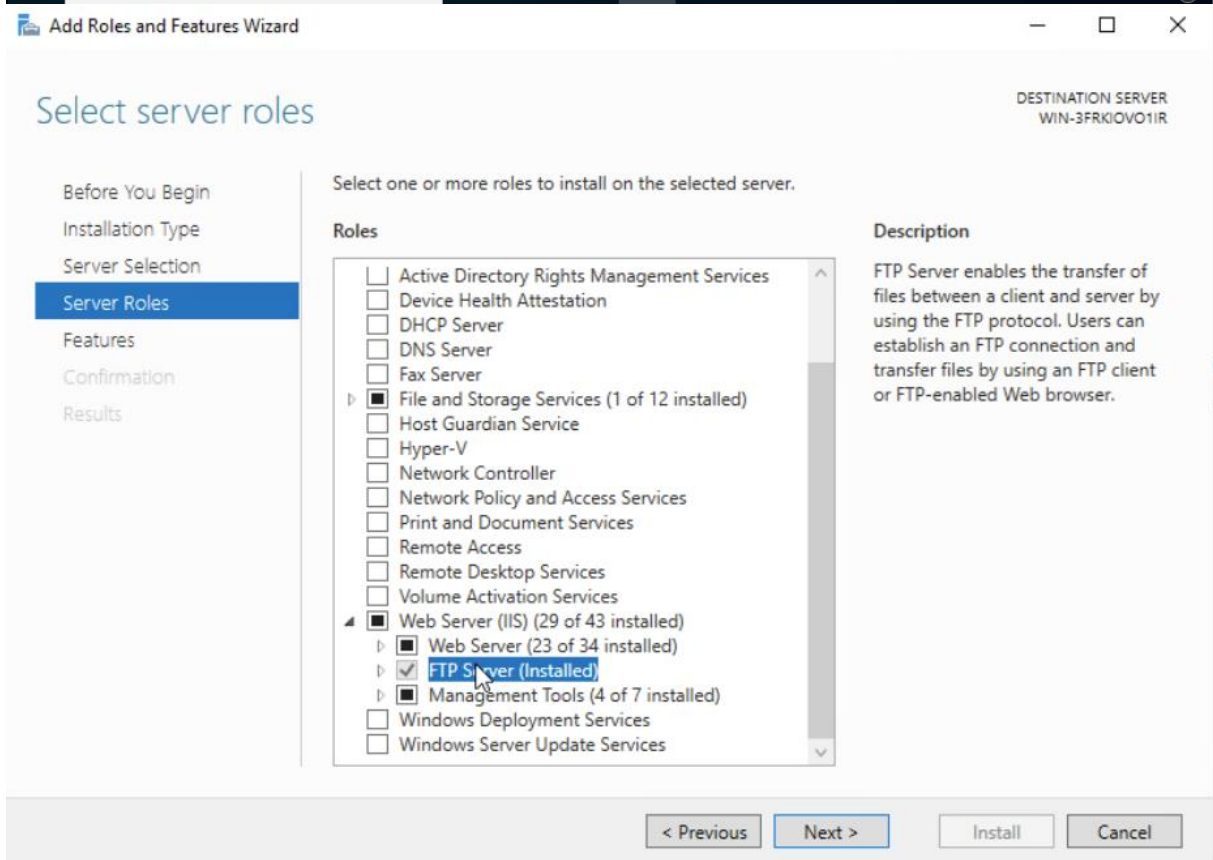 Add Roles and Features Wizard
Select server roles
DESTINATION SERVER
WIN-3FRKIOVO1IR
Before You Begin
Installation Type
Server Selection
Server Roles
Features
Confirmation
Results
Select one or more roles to install on the selected server.
Roles
Active Directory Rights Management Services
Device Health Attestation
DHCP Server
DNS Server
Fax Server
File and Storage Services (1 of 12 installed)
Host Guardian Service
Hyper-V
Network Controller
Network Policy and Access Services
Print and Document Services
Remote Access
Remote Desktop Services
Volume Activation Services
Web Server (IIS) (29 of 43 installed)
Web Server (23 of 34 installed)
FTP Server (Installed)
Management Tools (4 of 7 installed)
Windows Deployment Services
Windows Server Update Services
Description
FTP Server enables the transfer of
files between a client and server by
using the FTP protocol. Users can
establish an FTP connection and
transfer files by using an FTP client
or FTP-enabled Web browser.
< Previous
Next >
Install
Cancel